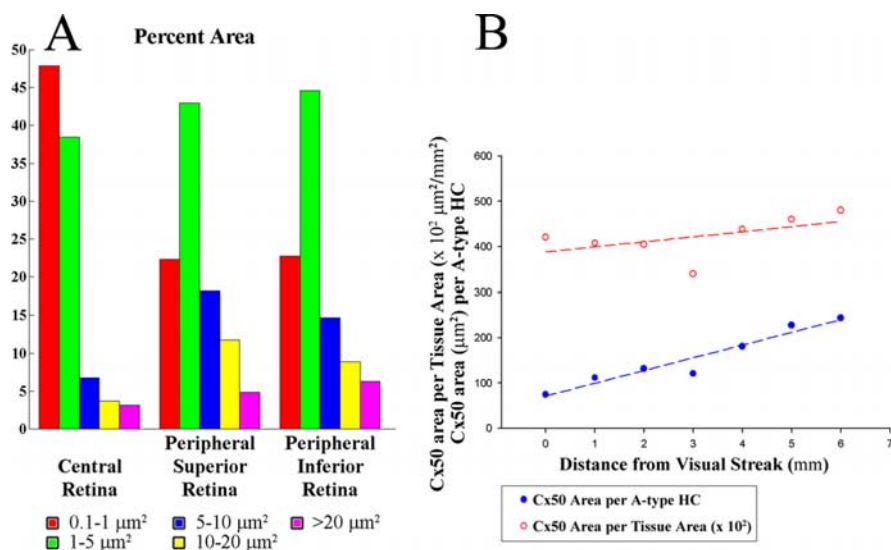 A
Percent Area
50
45
40
35
30
25
20
15
10
5
0
Central
Retina
Peripheral
Superior
Retina
Peripheral
Inferior
Retina
0.1-1 μm²
1-5 μm²
5-10 μm²
10-20 μm²
>20 μm²
B
Cx50 area per Tissue Area (x 10² μm²/mm²)
Cx50 area (μm²) per A-type HC
600
500
400
300
200
100
0
0 1 2 3 4 5 6 7
Distance from Visual Streak (mm)
Cx50 Area per A-type HC
Cx50 Area per Tissue Area (x 10²)